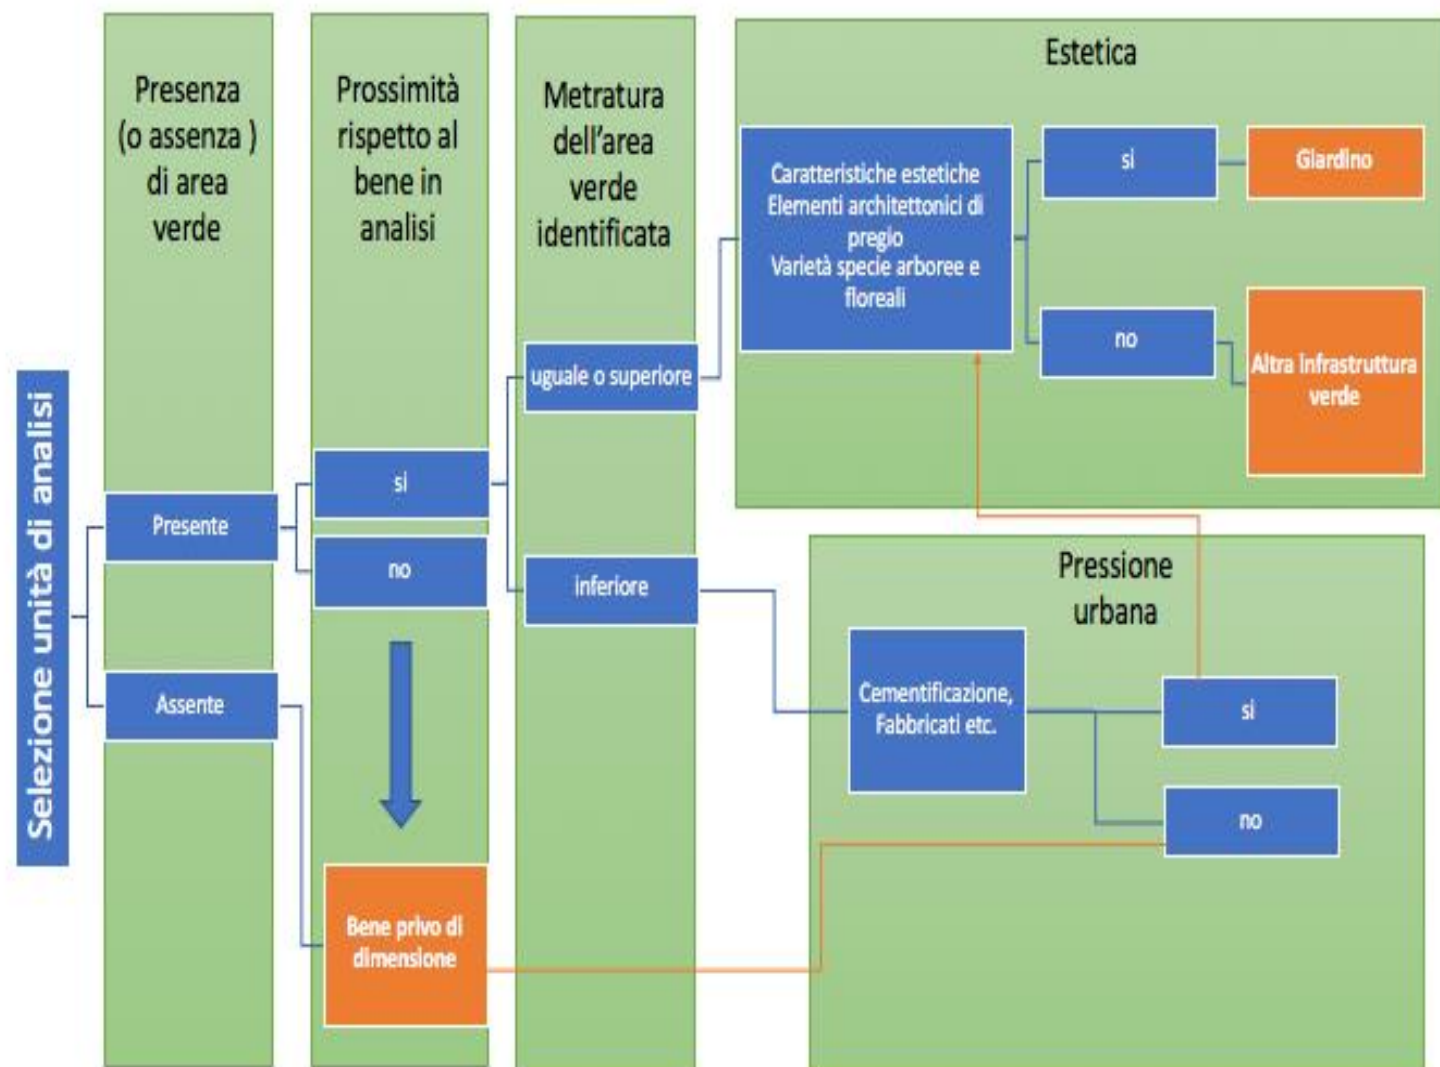 Selezione unità di analisi
Presenza
(o assenza )
di area
verde
Presente
Assente
Prossimità
rispetto al
bene in
analisi
si
no
Bene privo di
dimensione
Metratura
dell'area
verde
identificata
uguale o superiore
inferiore
Estetica
Caratteristiche estetiche
Elementi architettonici di
pregio
Varietà specie arboree e
floreali
si
Giardino
no
Altra infrastruttura
verde
Pressione
urbana
Cementificazione,
Fabbricati etc.
si
no